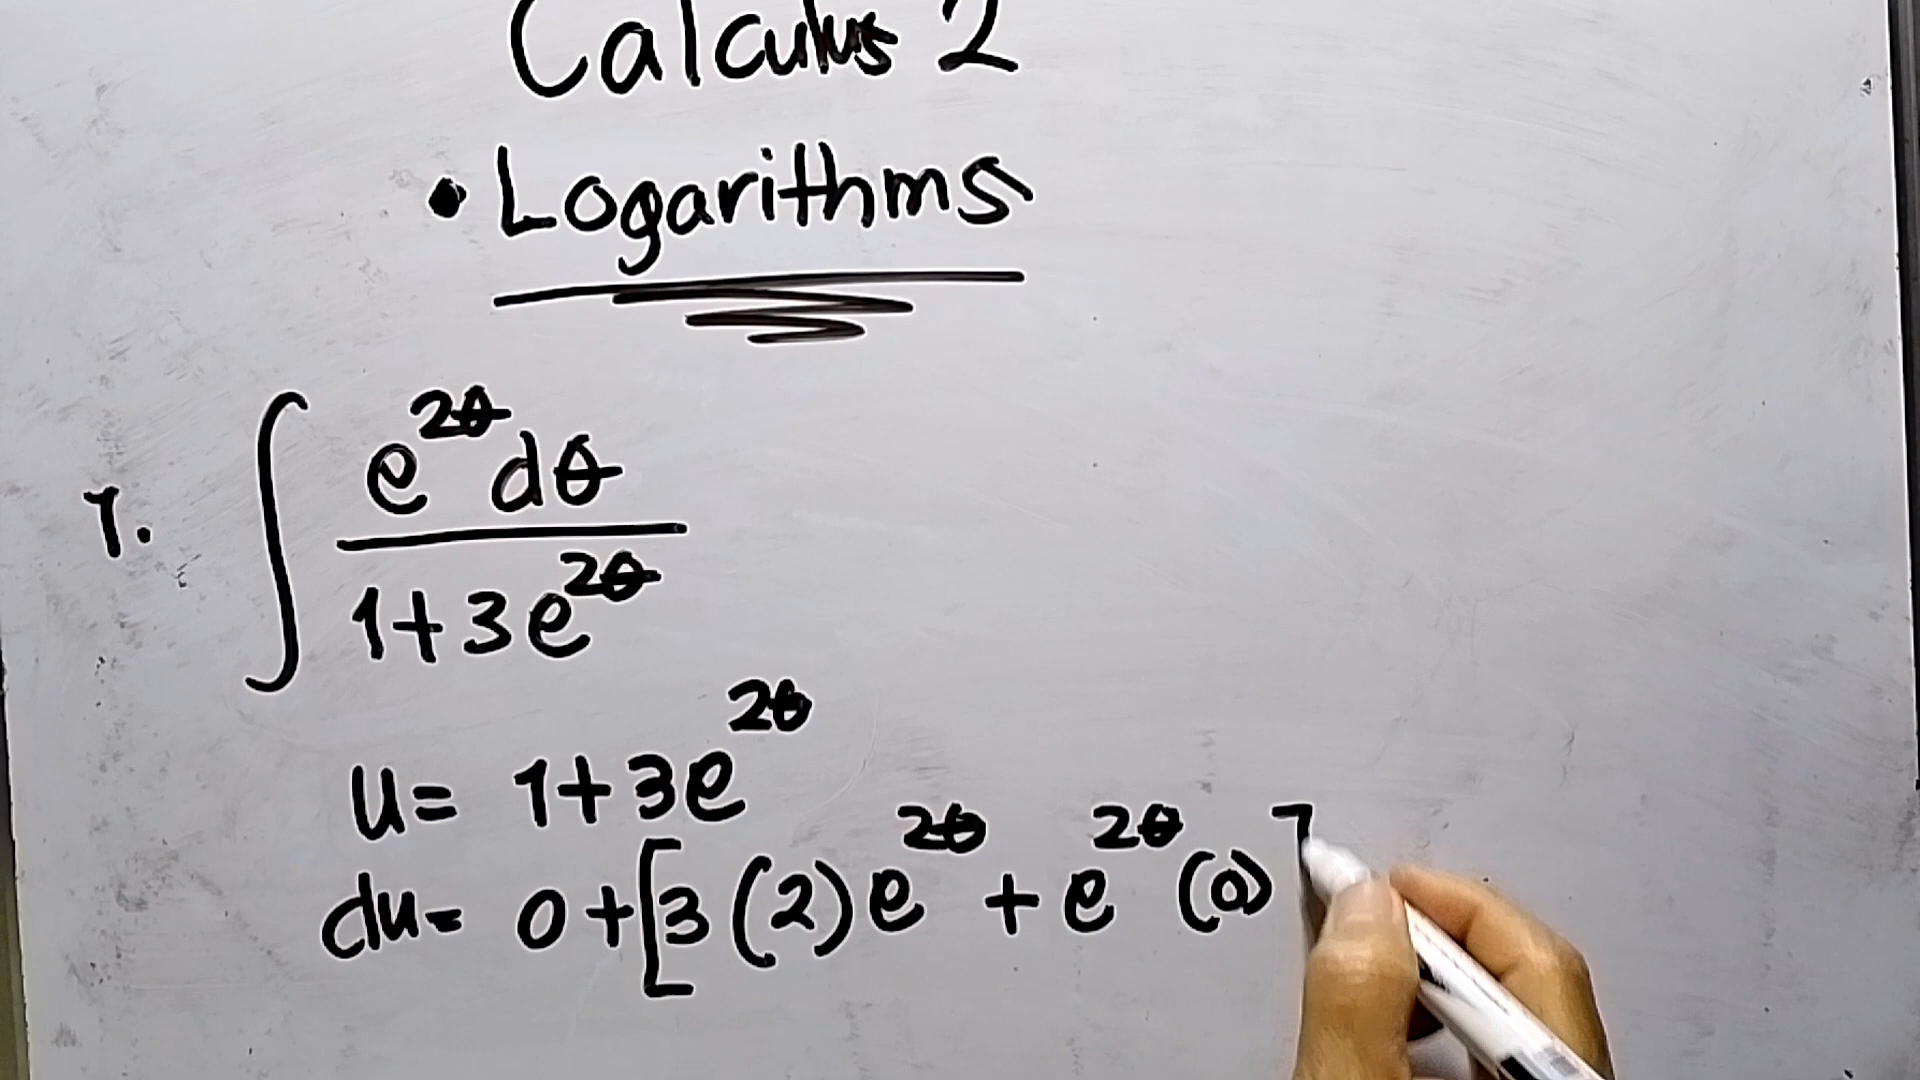 Calculus 2
• Logarithms
1. ∫ e^{2θ} dθ / 1+3e^{2θ}
u= 1+3e^{2θ}
du= 0+[3(2)e^{2θ} + e^{2θ}(0)]